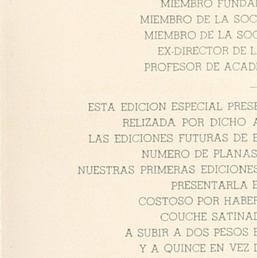 MIEMBRO FUNDA
MIEMBRO DE LA SOC
MIEMBRO DE LA SOC
EX-DIRECTOR DE L
PROFESOR DE ACAD
ESTA EDICION ESPECIAL PRESE
RELIZADA POR DICHO A
LAS EDICIONES FUTURAS DE E
NUMERO DE PLANAS
NUESTRAS PRIMERAS EDICIONES
PRESENTARLA E
COSTOSO POR HABER
COUCHE SATINAD
A SUBIR A DOS PESOS E
Y A QUINCE EN VEZ D